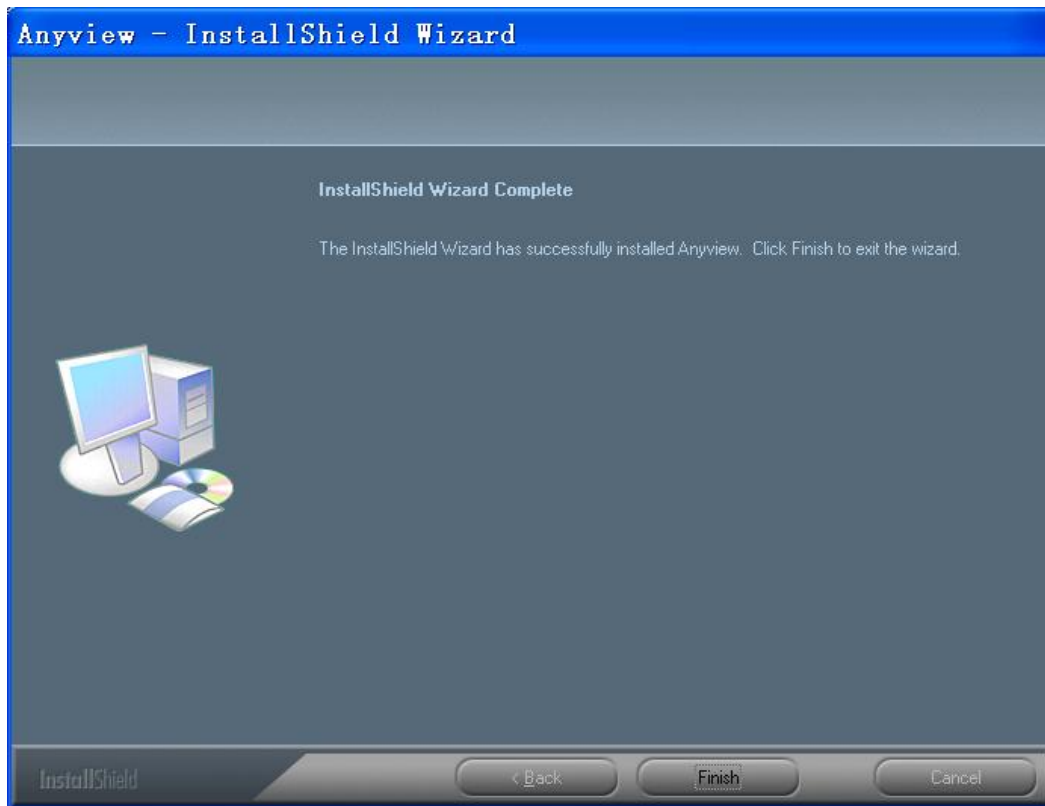 Anyview - InstallShield Wizard
InstallShield Wizard Complete
The InstallShield Wizard has successfully installed Anyview. Click Finish to exit the wizard.
InstallShield
< Back
Finish
Cancel